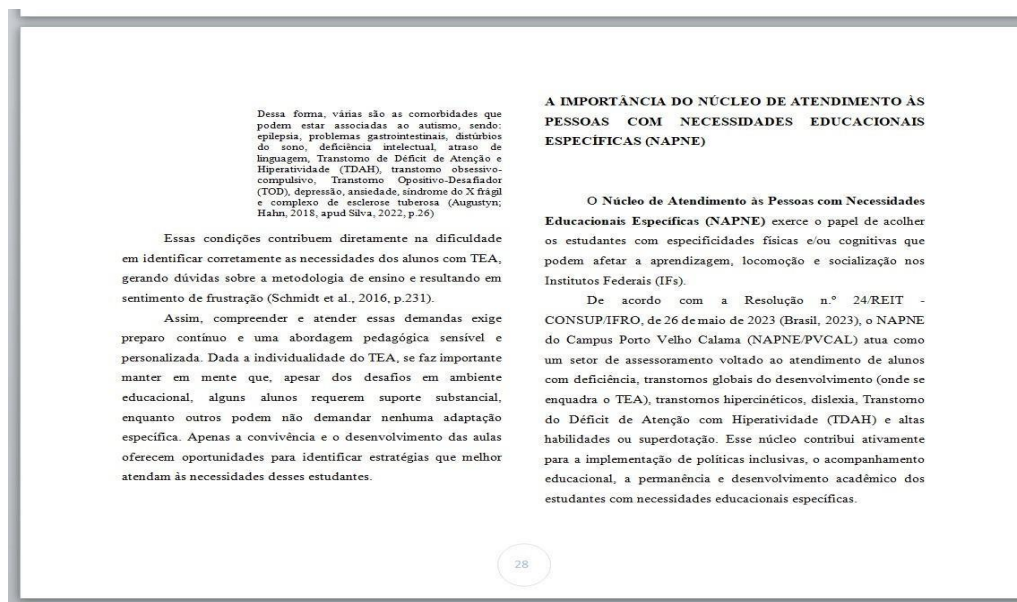 Dessa forma, várias são as comorbidades que
podem estar associadas ao autismo, sendo:
epilepsia, problemas gastrointestinais, distúrbios
do sono, deficiência intelectual, atraso de
linguagem, Transtorno de Déficit de Atenção e
Hiperatividade (TDAH), transtorno obsessivo-
compulsivo, Transtorno Opositivo-Desafiador
(TOD), depressão, ansiedade, síndrome do X frágil
e complexo de esclerose tuberosa (Augustyn;
Hahn, 2018, apud Silva, 2022, p.26)
Essas condições contribuem diretamente na dificuldade
em identificar corretamente as necessidades dos alunos com TEA,
gerando dúvidas sobre a metodologia de ensino e resultando em
sentimento de frustração (Schmidt et al., 2016, p.231).
Assim, compreender e atender essas demandas exige
preparo contínuo e uma abordagem pedagógica sensível e
personalizada. Dada a individualidade do TEA, se faz importante
manter em mente que, apesar dos desafios em ambiente
educacional, alguns alunos requerem suporte substancial,
enquanto outros podem não demandar nenhuma adaptação
específica. Apenas a convivência e o desenvolvimento das aulas
oferecem oportunidades para identificar estratégias que melhor
atendam às necessidades desses estudantes.
A IMPORTÂNCIA DO NÚCLEO DE ATENDIMENTO ÀS
PESSOAS COM NECESSIDADES EDUCACIONAIS
ESPECÍFICAS (NAPNE)
O Núcleo de Atendimento às Pessoas com Necessidades
Educacionais Específicas (NAPNE) exerce o papel de acolher
os estudantes com especificidades físicas e/ou cognitivas que
podem afetar a aprendizagem, locomoção e socialização nos
Institutos Federais (IFs).
De acordo com a Resolução n.º 24/REIT -
CONSUP/IFRO, de 26 de maio de 2023 (Brasil, 2023), o NAPNE
do Campus Porto Velho Calama (NAPNE/PVCAL) atua como
um setor de assessoramento voltado ao atendimento de alunos
com deficiência, transtornos globais do desenvolvimento (onde se
enquadra o TEA), transtornos hipercinéticos, dislexia, Transtorno
do Déficit de Atenção com Hiperatividade (TDAH) e altas
habilidades ou superdotação. Esse núcleo contribui ativamente
para a implementação de políticas inclusivas, o acompanhamento
educacional, a permanência e desenvolvimento acadêmico dos
estudantes com necessidades educacionais específicas.
28